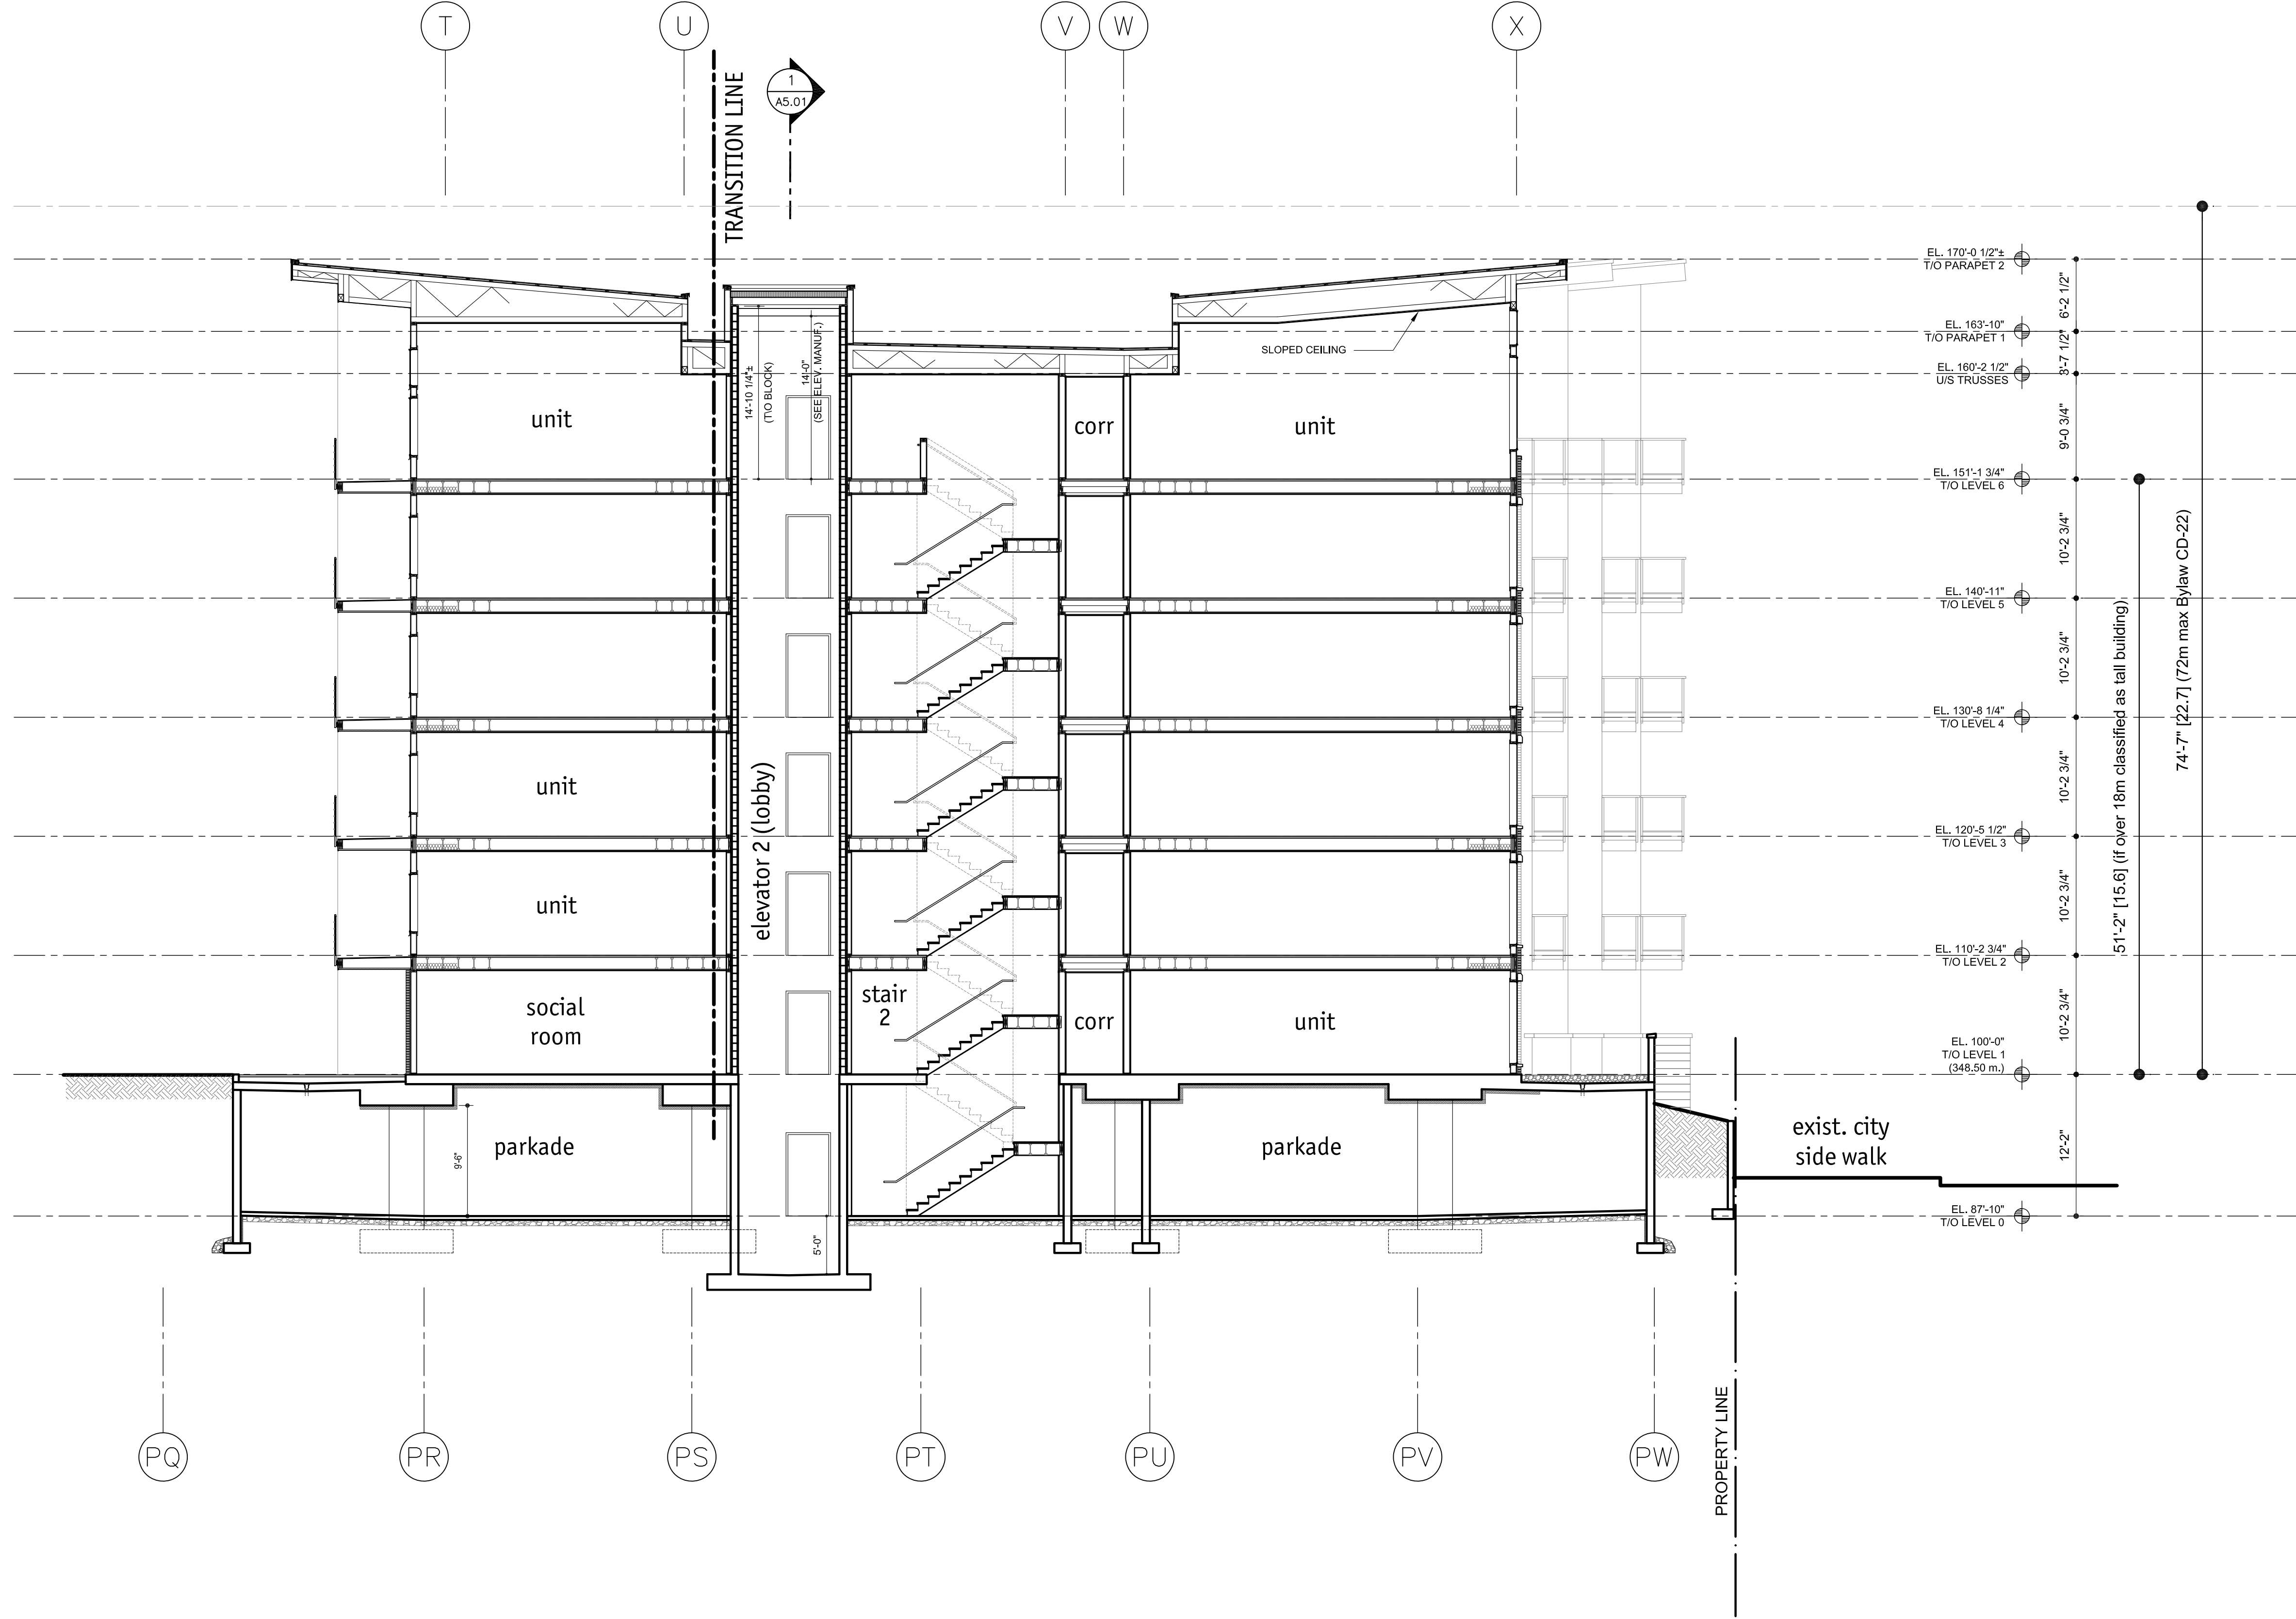 T
U
V
W
X
TRANSITION LINE
1
A5.01
EL. 170'-0 1/2"±
T/O PARAPET 2
6'-2 1/2"
EL. 163'-10"
T/O PARAPET 1
3'-7 1/2"
EL. 160'-2 1/2"
U/S TRUSSES
SLOPED CEILING
14'-10 1/4"±
(T\O BLOCK)
14'-0"
(SEE ELEV. MANUF.)
unit
corr
unit
9'-0 3/4"
EL. 151'-1 3/4"
T/O LEVEL 6
10'-2 3/4"
EL. 140'-11"
T/O LEVEL 5
10'-2 3/4"
EL. 130'-8 1/4"
T/O LEVEL 4
10'-2 3/4"
unit
elevator 2 (lobby)
EL. 120'-5 1/2"
T/O LEVEL 3
10'-2 3/4"
unit
EL. 110'-2 3/4"
T/O LEVEL 2
10'-2 3/4"
51'-2" [15.6] (if over 18m classified as tall building)
74'-7" [22.7] (72m max Bylaw CD-22)
social
room
stair
2
corr
unit
EL. 100'-0"
T/O LEVEL 1
(348.50 m.)
parkade
9'-6"
parkade
exist. city
side walk
12'-2"
EL. 87'-10"
T/O LEVEL 0
5'-0"
PROPERTY LINE
PQ
PR
PS
PT
PU
PV
PW